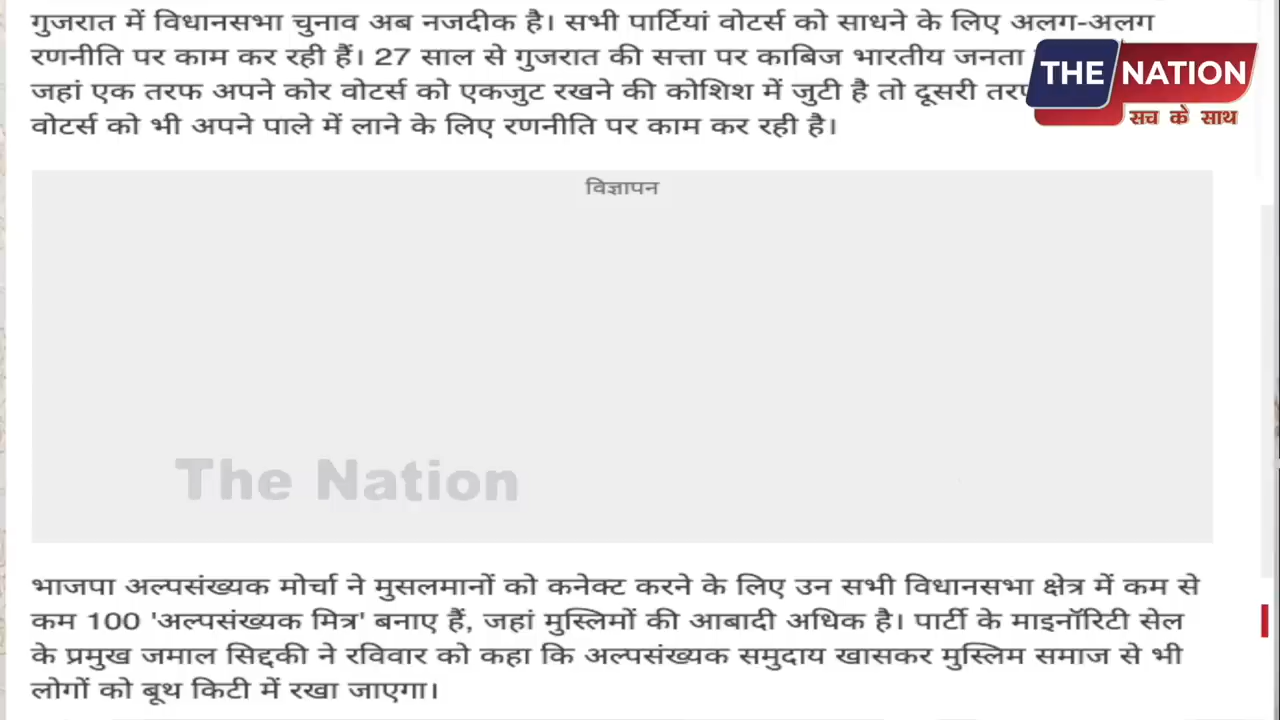 गुजरात में विधानसभा चुनाव अब नजदीक है। सभी पार्टियां वोटर्स को साधने के लिए अलग-अलग
रणनीति पर काम कर रही हैं। 27 साल से गुजरात की सत्ता पर काबिज भारतीय जनता
जहां एक तरफ अपने कोर वोटर्स को एकजुट रखने की कोशिश में जुटी है तो दूसरी
वोटर्स को भी अपने पाले में लाने के लिए रणनीति पर काम कर रही है।
THE NATION
सच के साथ
विज्ञापन
The Nation
भाजपा अल्पसंख्यक मोर्चा ने मुसलमानों को कनेक्ट करने के लिए उन सभी विधानसभा क्षेत्र में कम से
कम 100 'अल्पसंख्यक मित्र' बनाए हैं, जहां मुस्लिमों की आबादी अधिक है। पार्टी के माइनॉरिटी सेल
के प्रमुख जमाल सिद्दकी ने रविवार को कहा कि अल्पसंख्यक समुदाय खासकर मुस्लिम समाज से भी
लोगों को बूथ किटी में रखा जाएगा।